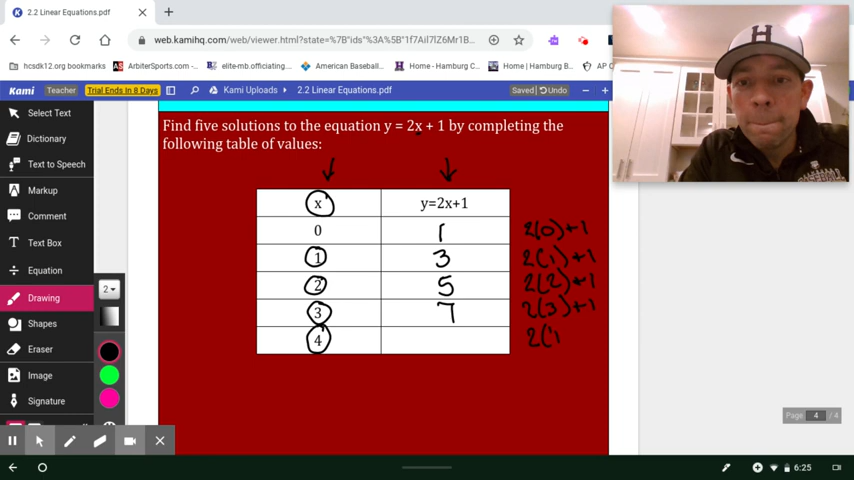 2.2 Linear Equations.pdf
web.kamihq.com/web/viewer.html?state=%7B"ids"%3A%5B"1f7Ail7lZ6Mr1B...
hcsdk12.org bookmarks
AS ArbiterSports.com -...
elite-mb.officiating...
American Baseball...
H Home - Hamburg C...
Home | Hamburg B...
AP C
H
Kami Teacher Trial Ends In 8 Days Kami Uploads > 2.2 Linear Equations.pdf Saved Undo
Select Text
Dictionary
Text to Speech
Markup
Comment
Text Box
Equation
Drawing
Shapes
Eraser
Image
Signature
2
Find five solutions to the equation y = 2x + 1 by completing the
following table of values:
x y=2x+1
0 1 2(0)+1
1 3 2(1)+1
2 5 2(2)+1
3 7 2(3)+1
4 2(
Page 4 / 4
6:25